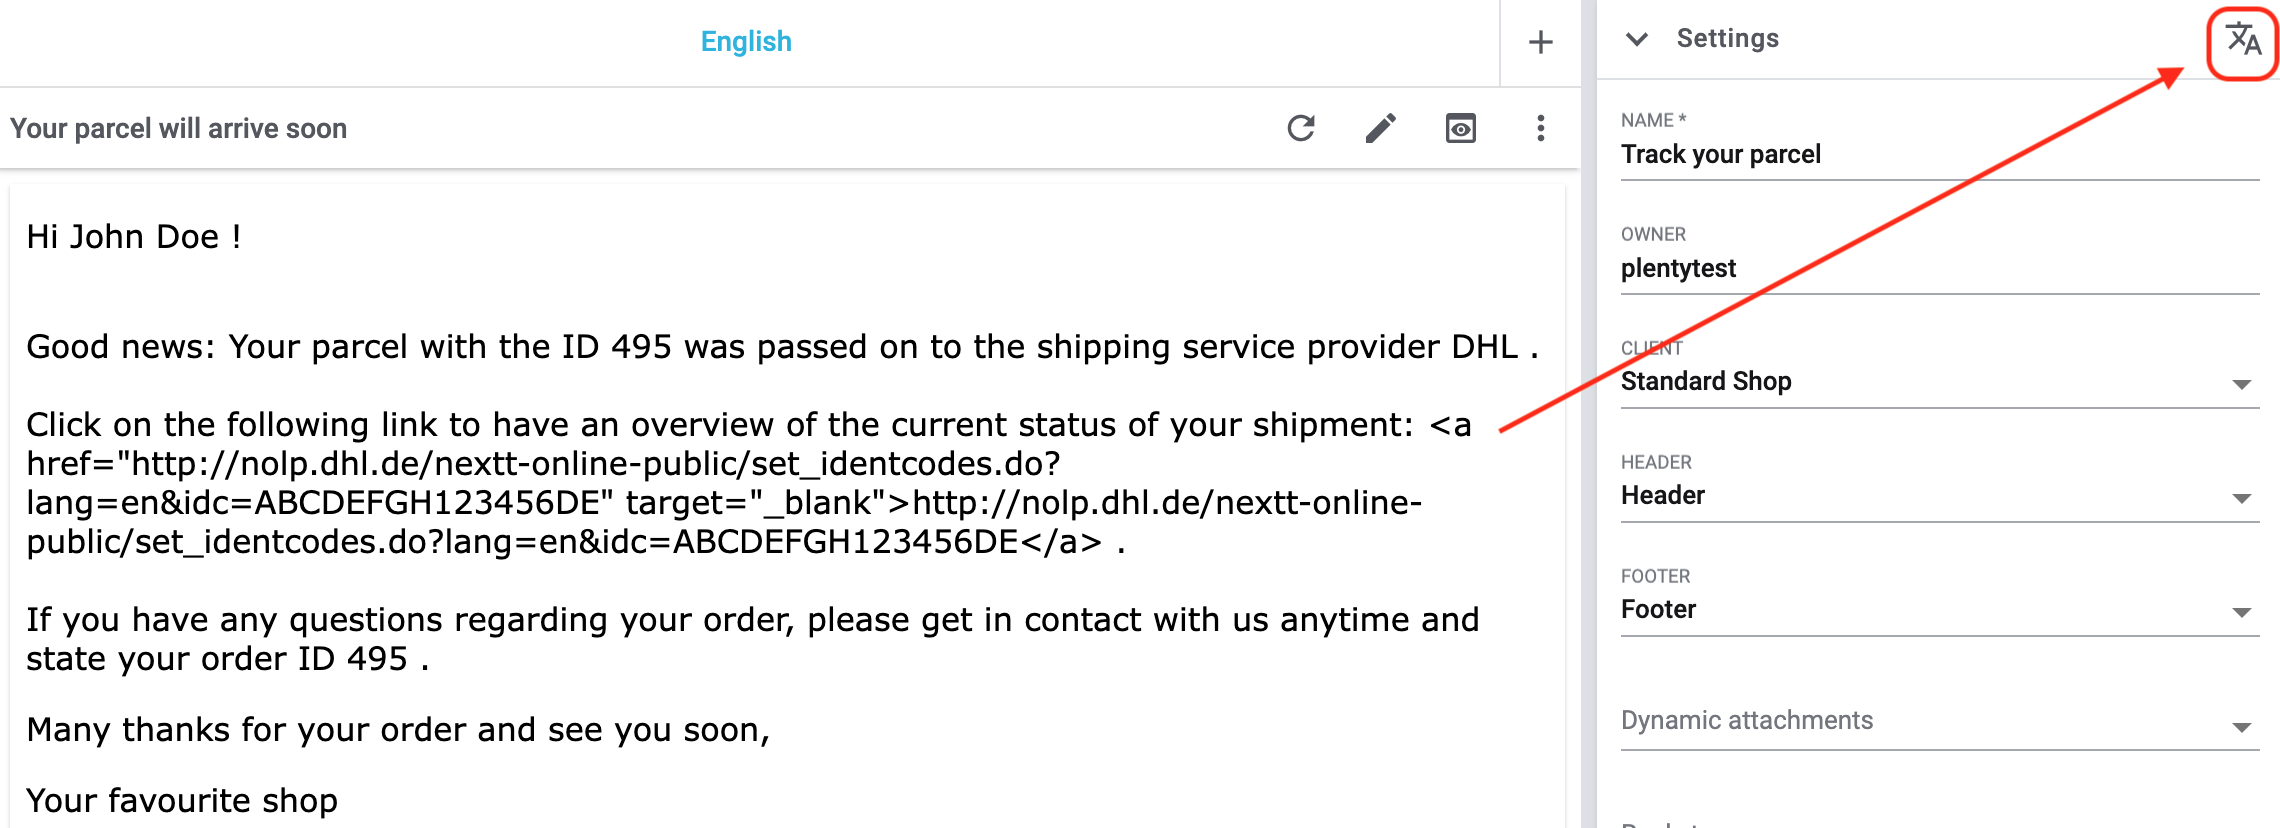 English
Your parcel will arrive soon
Hi John Doe !
Good news: Your parcel with the ID 495 was passed on to the shipping service provider DHL .
Click on the following link to have an overview of the current status of your shipment: <a
href="http://nolp.dhl.de/nextt-online-public/set_identcodes.do?
lang=en&idc=ABCDEFGH123456DE" target="_blank">http://nolp.dhl.de/nextt-online-
public/set_identcodes.do?lang=en&idc=ABCDEFGH123456DE</a> .
If you have any questions regarding your order, please get in contact with us anytime and
state your order ID 495 .
Many thanks for your order and see you soon,
Your favourite shop
Settings
NAME *
Track your parcel
OWNER
plentytest
CLIENT
Standard Shop
HEADER
Header
FOOTER
Footer
Dynamic attachments